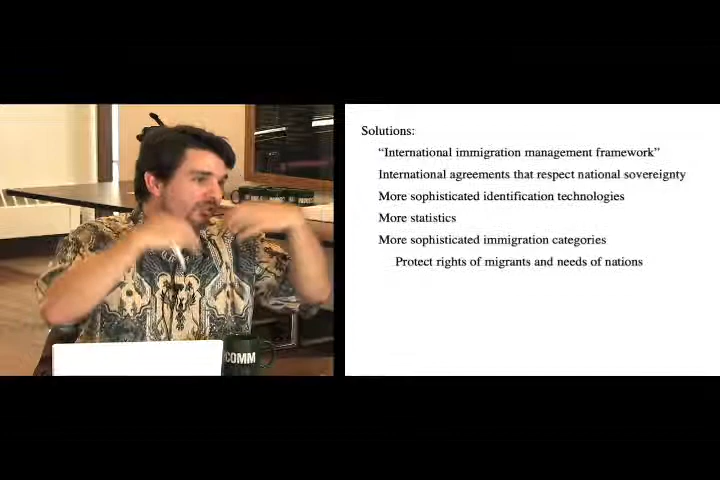 Solutions:
“International immigration management framework”
International agreements that respect national sovereignty
More sophisticated identification technologies
More statistics
More sophisticated immigration categories
Protect rights of migrants and needs of nations
COMM